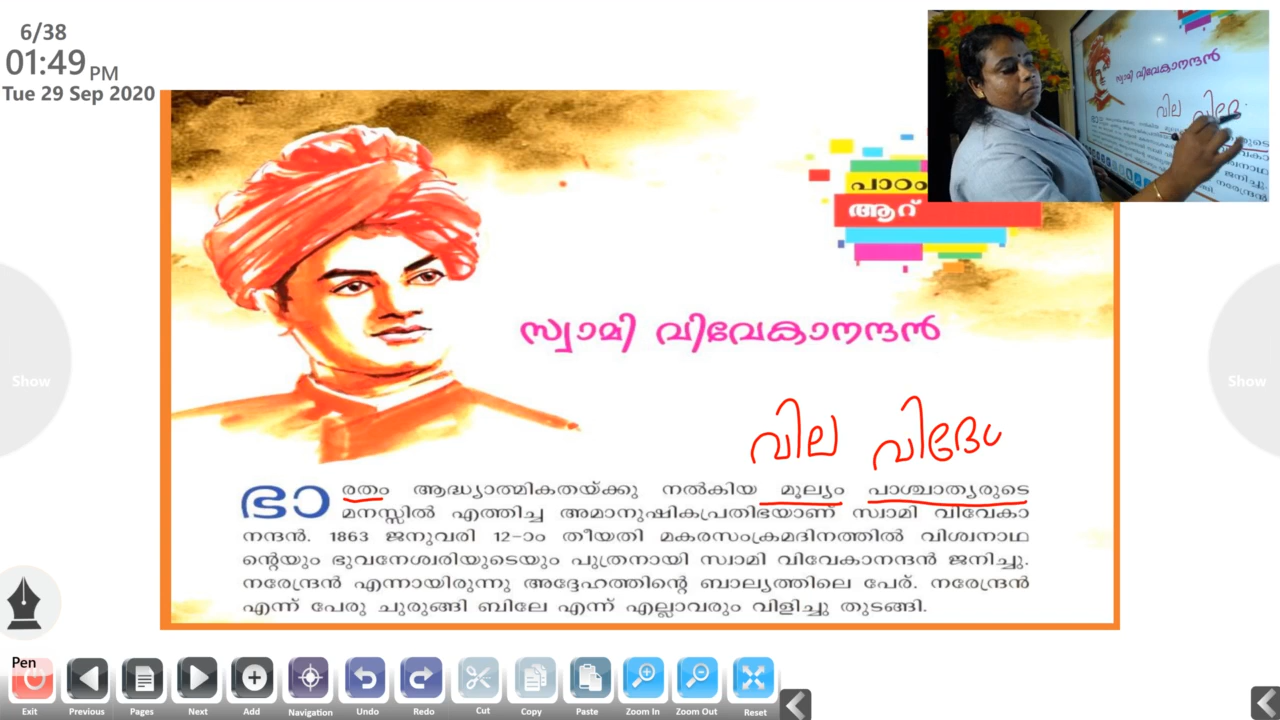 6/38
01:49 PM
Tue 29 Sep 2020
പാഠം
ആറ്
സ്വാമി വിവേകാനന്ദൻ
വില
ഭാരതം ആദ്ധ്യാത്മികതയ്ക്കു നൽകിയ മൂല്യം പാശ്ചാത്യരുടെ
മനസ്സിൽ എത്തിച്ച അമാനുഷികപ്രതിഭയാണ് സ്വാമി വിവേകാ
നന്ദൻ. 1863 ജനുവരി 12-ാം തീയതി മകരസംക്രമദിനത്തിൽ വിശ്വനാഥ
ന്റെയും ഭുവനേശ്വരിയുടെയും പുത്രനായി സ്വാമി വിവേകാനന്ദൻ ജനിച്ചു.
നരേന്ദ്രൻ എന്നായിരുന്നു അദ്ദേഹത്തിന്റെ ബാല്യത്തിലെ പേര്. നരേന്ദ്രൻ
എന്ന് പേരു ചുരുങ്ങി ബിലേ എന്ന് എല്ലാവരും വിളിച്ചു തുടങ്ങി.
Show
Show
Pen
Exit Previous Pages Next Add Navigation Undo Redo Cut Copy Paste Zoom In Zoom Out Reset